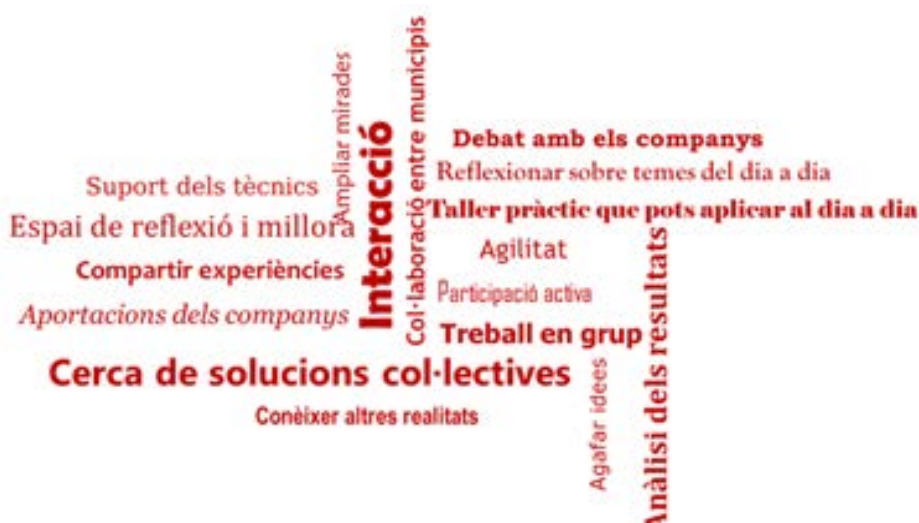 Ampliar mirades
Interacció
Col·laboració entre municipis
Debat amb els companys
Reflexionar sobre temes del dia a dia
Suport dels tècnics
Taller pràctic que pots aplicar al dia a dia
Espai de reflexió i millora
Agilitat
Compartir experiències
Participació activa
Aportacions dels companys
Treball en grup
Cerca de solucions col·lectives
Conèixer altres realitats
Agafar idees
Anàlisi dels resultats